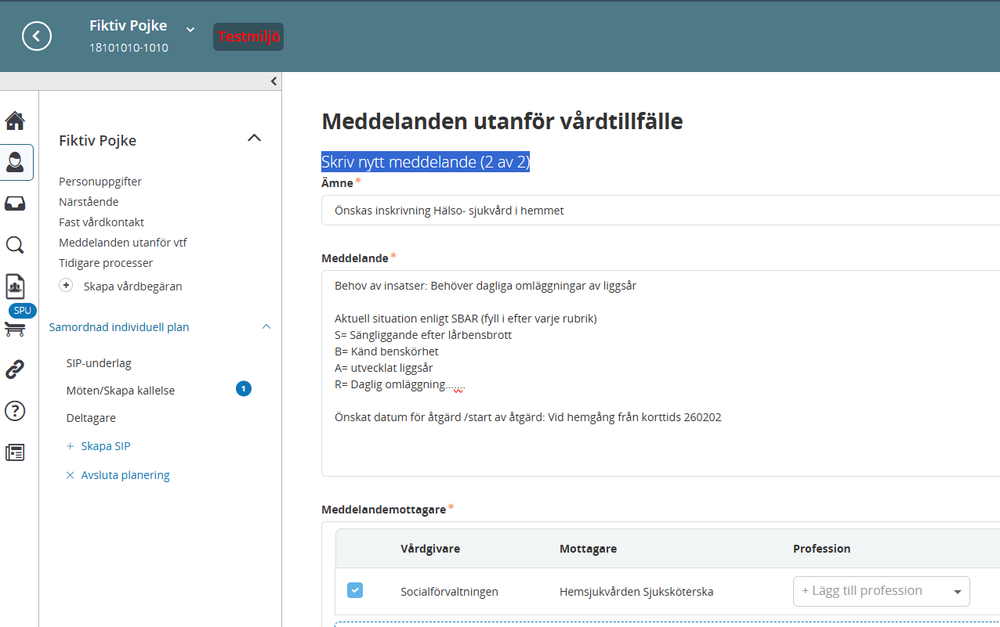 Fiktiv Pojke
18101010-1010
Testmiljö
Fiktiv Pojke
Personuppgifter
Närstående
Fast vårdkontakt
Meddelanden utanför vtf
Tidigare processer
+ Skapa vårdbegäran
SPU
Samordnad individuell plan
SIP-underlag
Möten/Skapa kallelse 1
Deltagare
+ Skapa SIP
× Avsluta planering
Meddelanden utanför vårdtillfälle
Skriv nytt meddelande (2 av 2)
Ämne *
Önskas inskrivning Hälso- sjukvård i hemmet
Meddelande *
Behov av insatser: Behöver dagliga omläggningar av liggsår
Aktuell situation enligt SBAR (fyll i efter varje rubrik)
S= Sängliggande efter lårbensbrott
B= Känd benskörhet
A= utvecklat liggsår
R= Daglig omläggning.......
Önskat datum för åtgärd /start av åtgärd: Vid hemgång från korttids 260202
Meddelandemottagare *
Vårdgivare Mottagare Profession
Socialförvaltningen Hemsjukvården Sjuksköterska + Lägg till profession